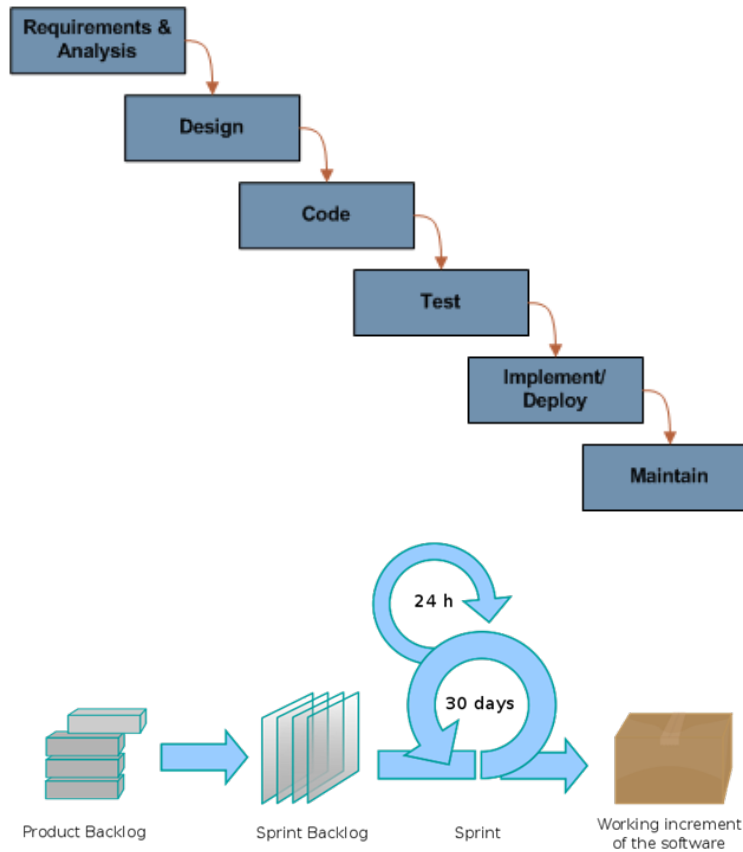 Requirements &
Analysis
Design
Code
Test
Implement/
Deploy
Maintain
24 h
30 days
Product Backlog
Sprint Backlog
Sprint
Working increment
of the software